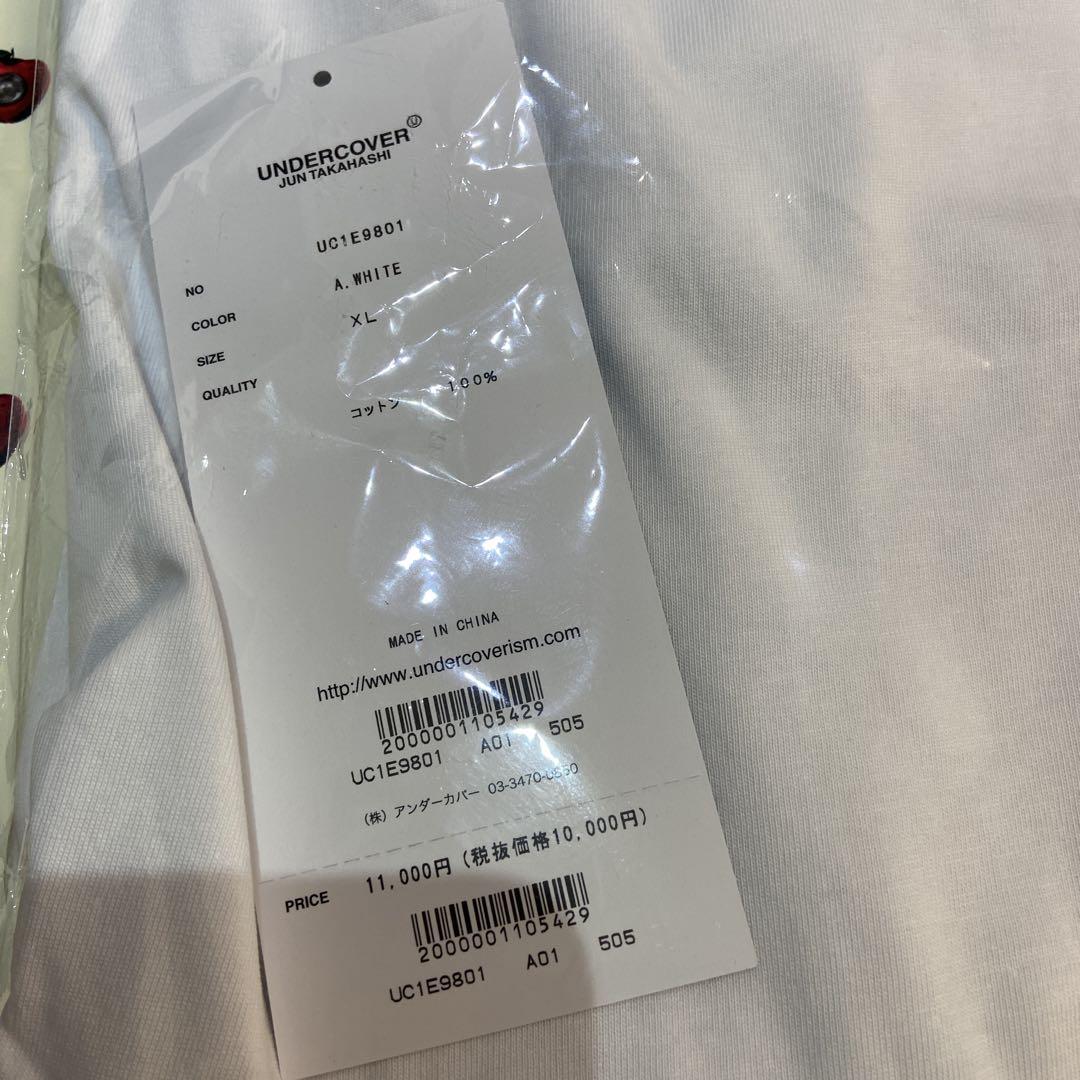 UNDERCOVER Ⓤ
JUN TAKAHASHI
NO UC1E9801
COLOR A.WHITE
SIZE XL
QUALITY
コットン 100%
MADE IN CHINA
http://www.undercoverism.com
2000001105429
UC1E9801 A01 505
(株) アンダーカバー
PRICE 11,000円 (税抜価格10,000円)
2000001105429
UC1E9801 A01 505